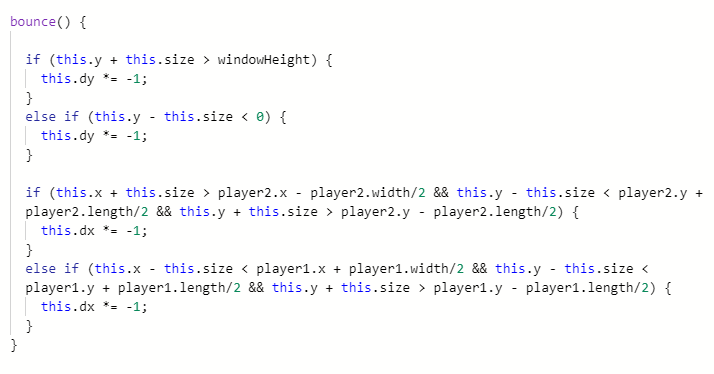 bounce() {
if (this.y + this.size > windowHeight) {
this.dy *= -1;
}
else if (this.y - this.size < 0) {
this.dy *= -1;
}
if (this.x + this.size > player2.x - player2.width/2 && this.y - this.size < player2.y +
player2.length/2 && this.y + this.size > player2.y - player2.length/2) {
this.dx *= -1;
}
else if (this.x - this.size < player1.x + player1.width/2 && this.y - this.size <
player1.y + player1.length/2 && this.y + this.size > player1.y - player1.length/2) {
this.dx *= -1;
}
}